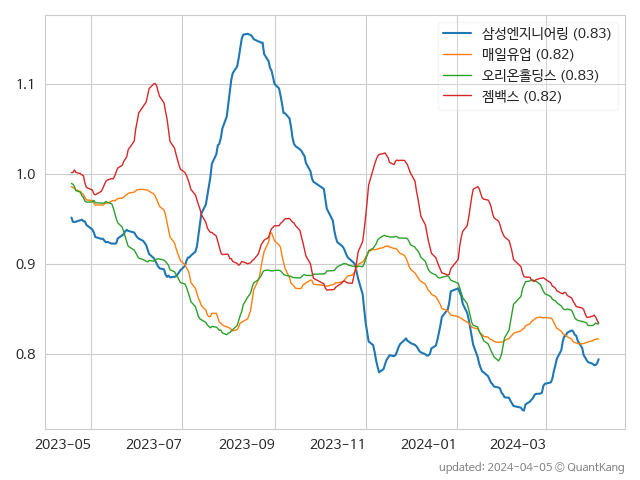 삼성엔지니어링 (0.83)
매일유업 (0.82)
오리온홀딩스 (0.83)
젬백스 (0.82)
1.1
1.0
0.9
0.8
2023-05 2023-07 2023-09 2023-11 2024-01 2024-03
updated: 2024-04-05 © QuantKang